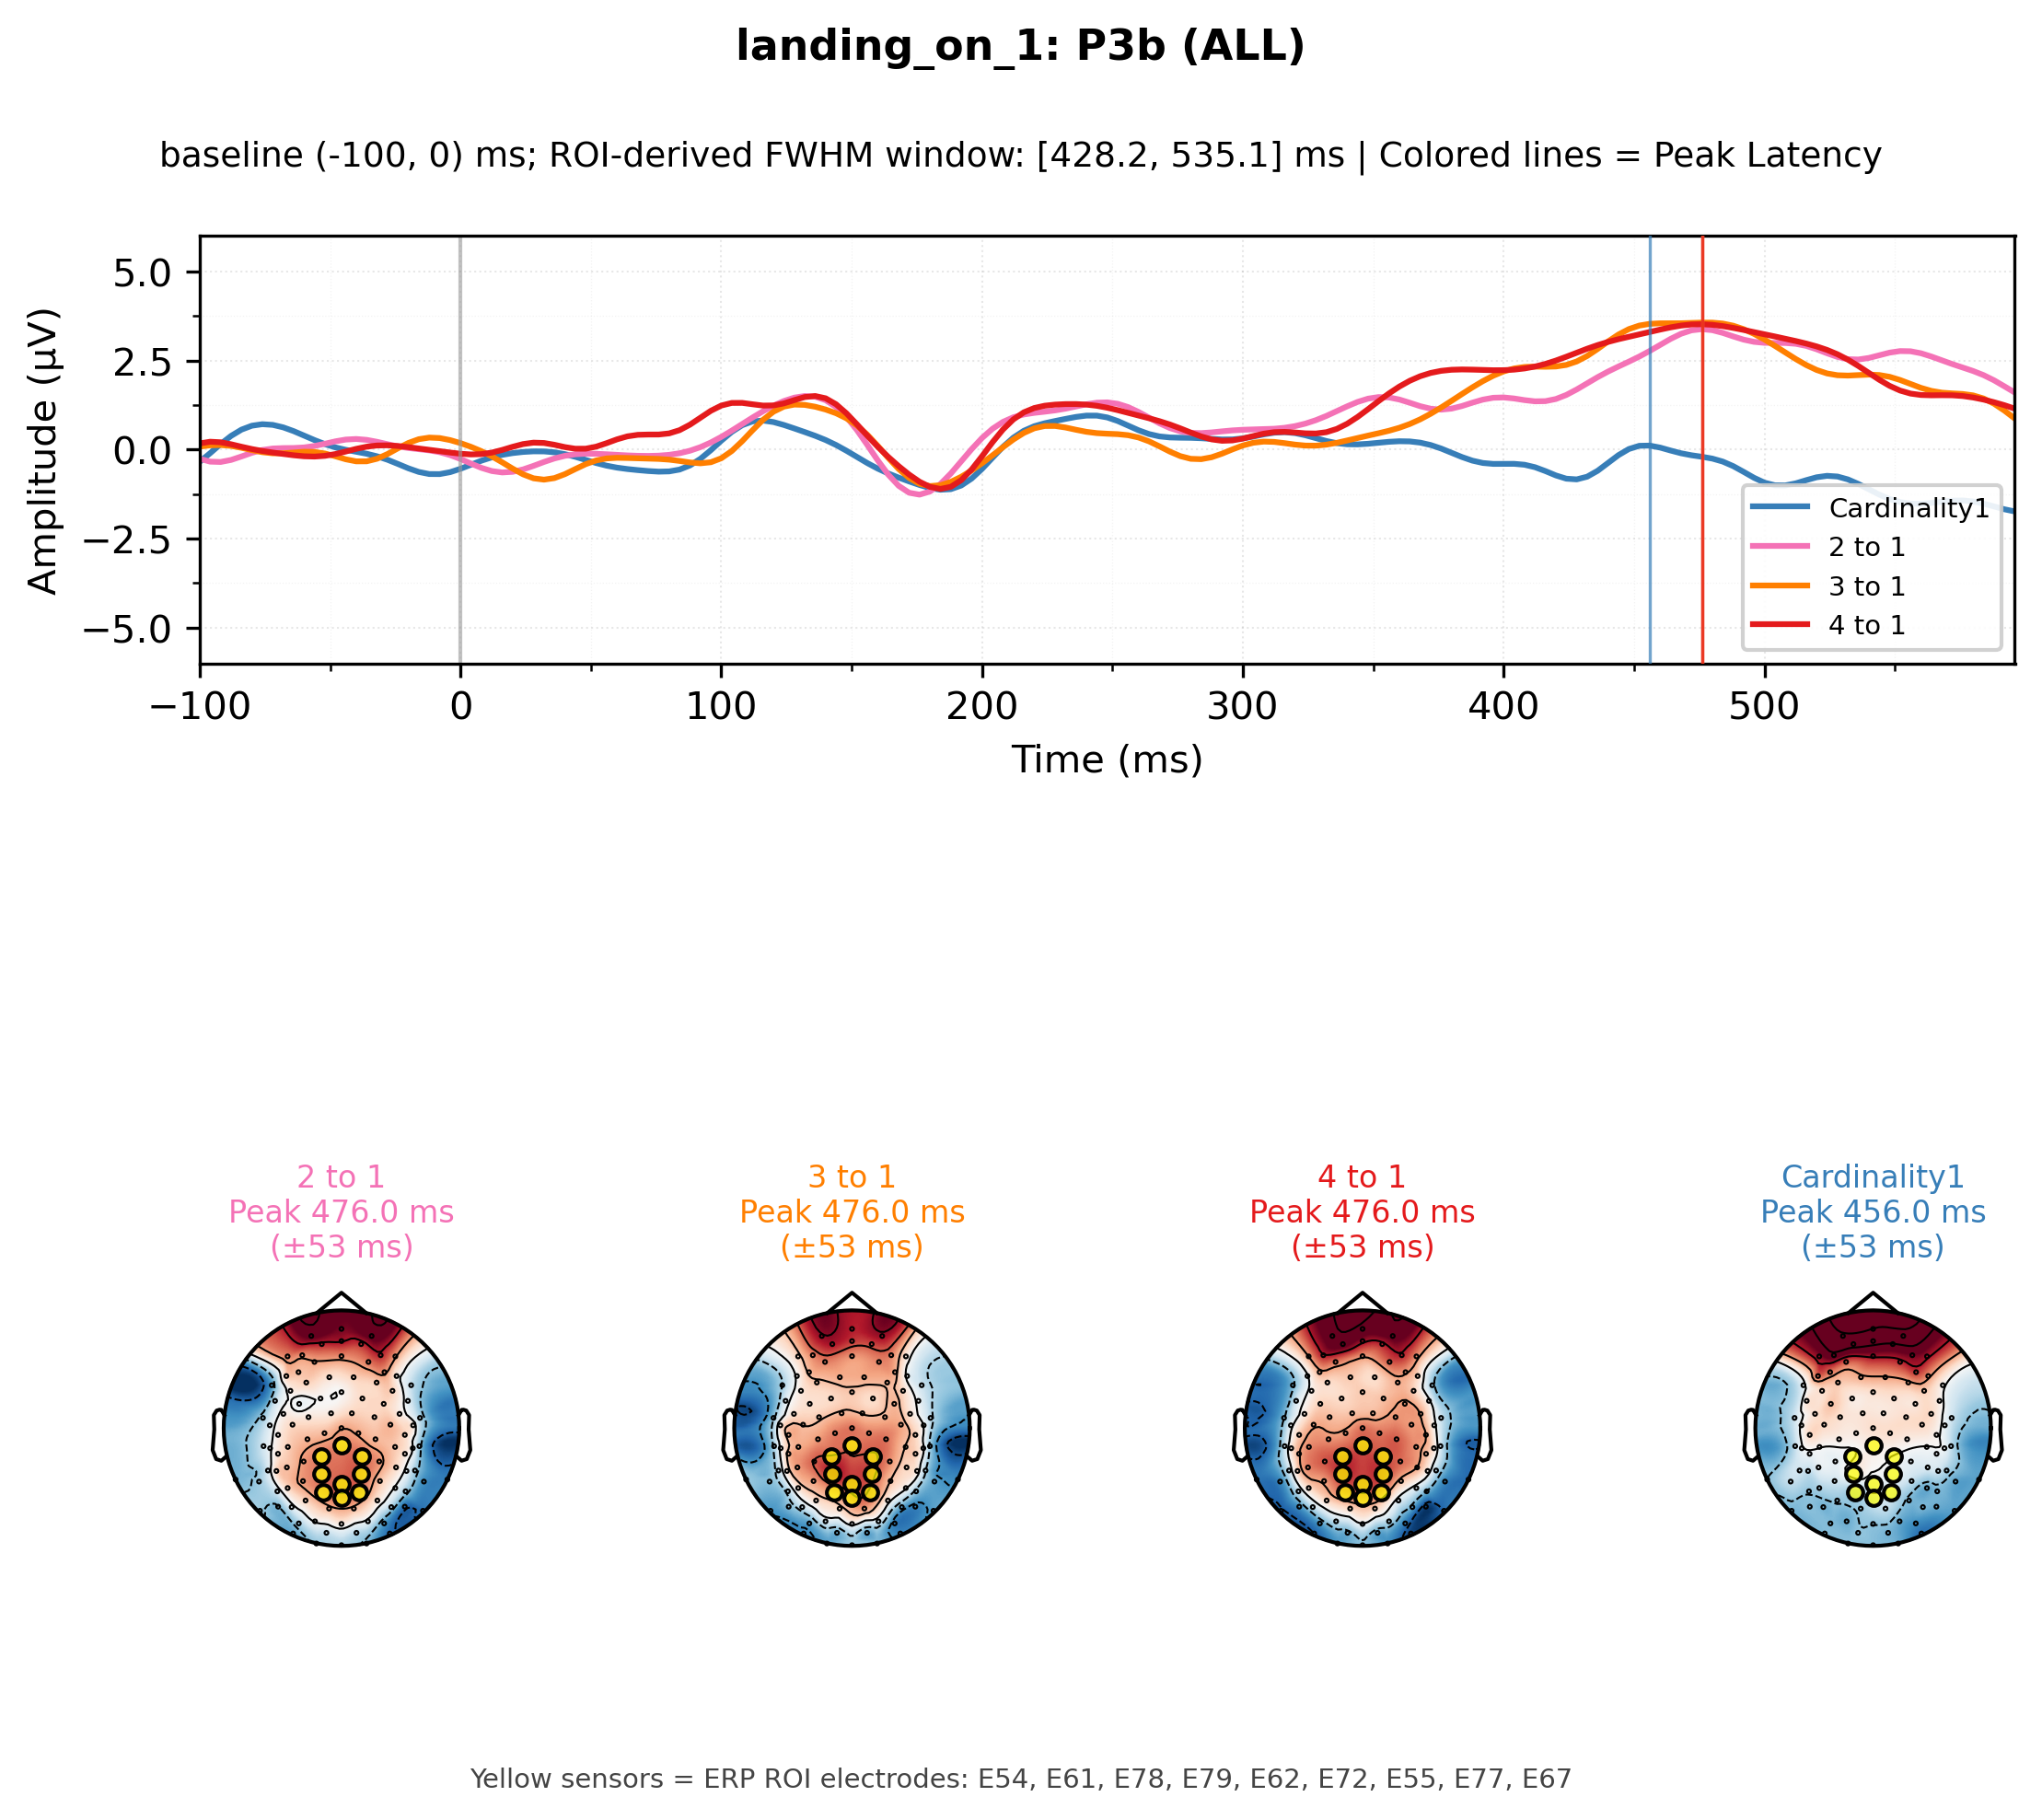 landing_on_1: P3b (ALL)
baseline (-100, 0) ms; ROI-derived FWHM window: [428.2, 535.1] ms | Colored lines = Peak Latency
Amplitude (µV)
5.0
2.5
0.0
−2.5
−5.0
−100
0
100
200
300
400
500
Time (ms)
Cardinality1
2 to 1
3 to 1
4 to 1
2 to 1
Peak 476.0 ms
(±53 ms)
3 to 1
Peak 476.0 ms
(±53 ms)
4 to 1
Peak 476.0 ms
(±53 ms)
Cardinality1
Peak 456.0 ms
(±53 ms)
Yellow sensors = ERP ROI electrodes: E54, E61, E78, E79, E62, E72, E55, E77, E67